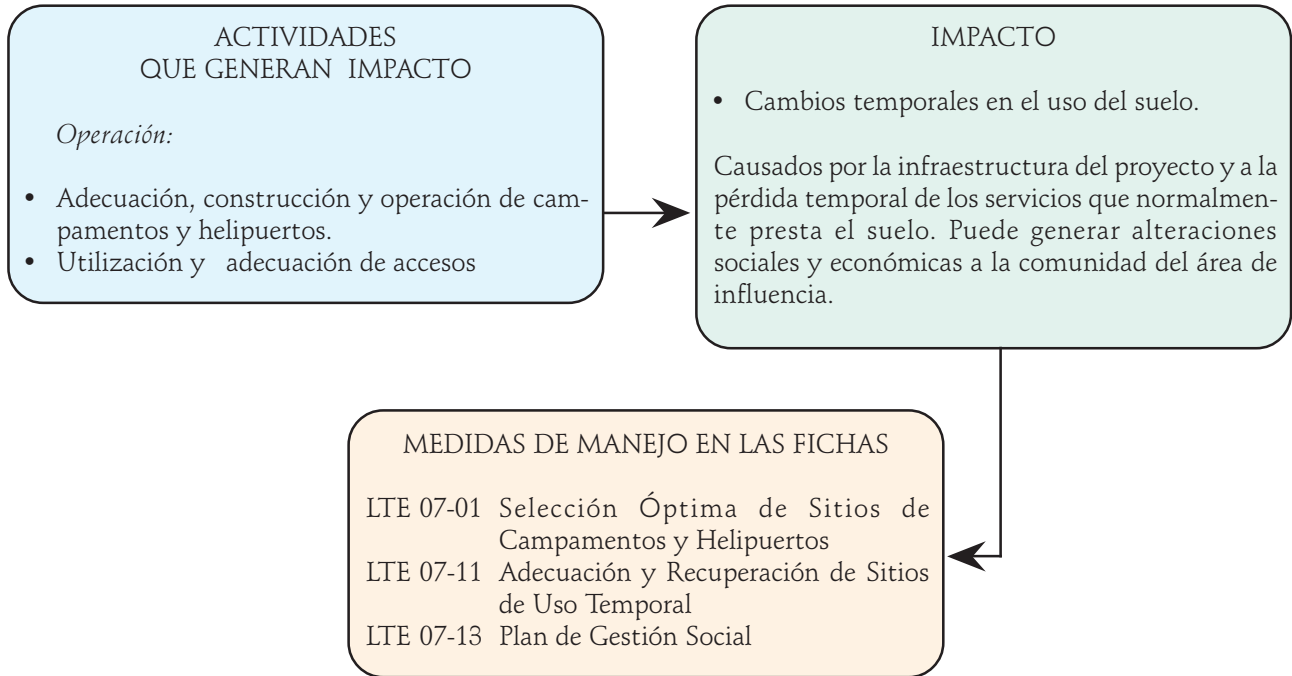 ACTIVIDADES
QUE GENERAN IMPACTO
Operación:
• Adecuación, construcción y operación de cam-
pamentos y helipuertos.
• Utilización y adecuación de accesos
IMPACTO
• Cambios temporales en el uso del suelo.
Causados por la infraestructura del proyecto y a la
pérdida temporal de los servicios que normalmen-
te presta el suelo. Puede generar alteraciones
sociales y económicas a la comunidad del área de
influencia.
MEDIDAS DE MANEJO EN LAS FICHAS
LTE 07-01 Selección Óptima de Sitios de
Campamentos y Helipuertos
LTE 07-11 Adecuación y Recuperación de Sitios
de Uso Temporal
LTE 07-13 Plan de Gestión Social